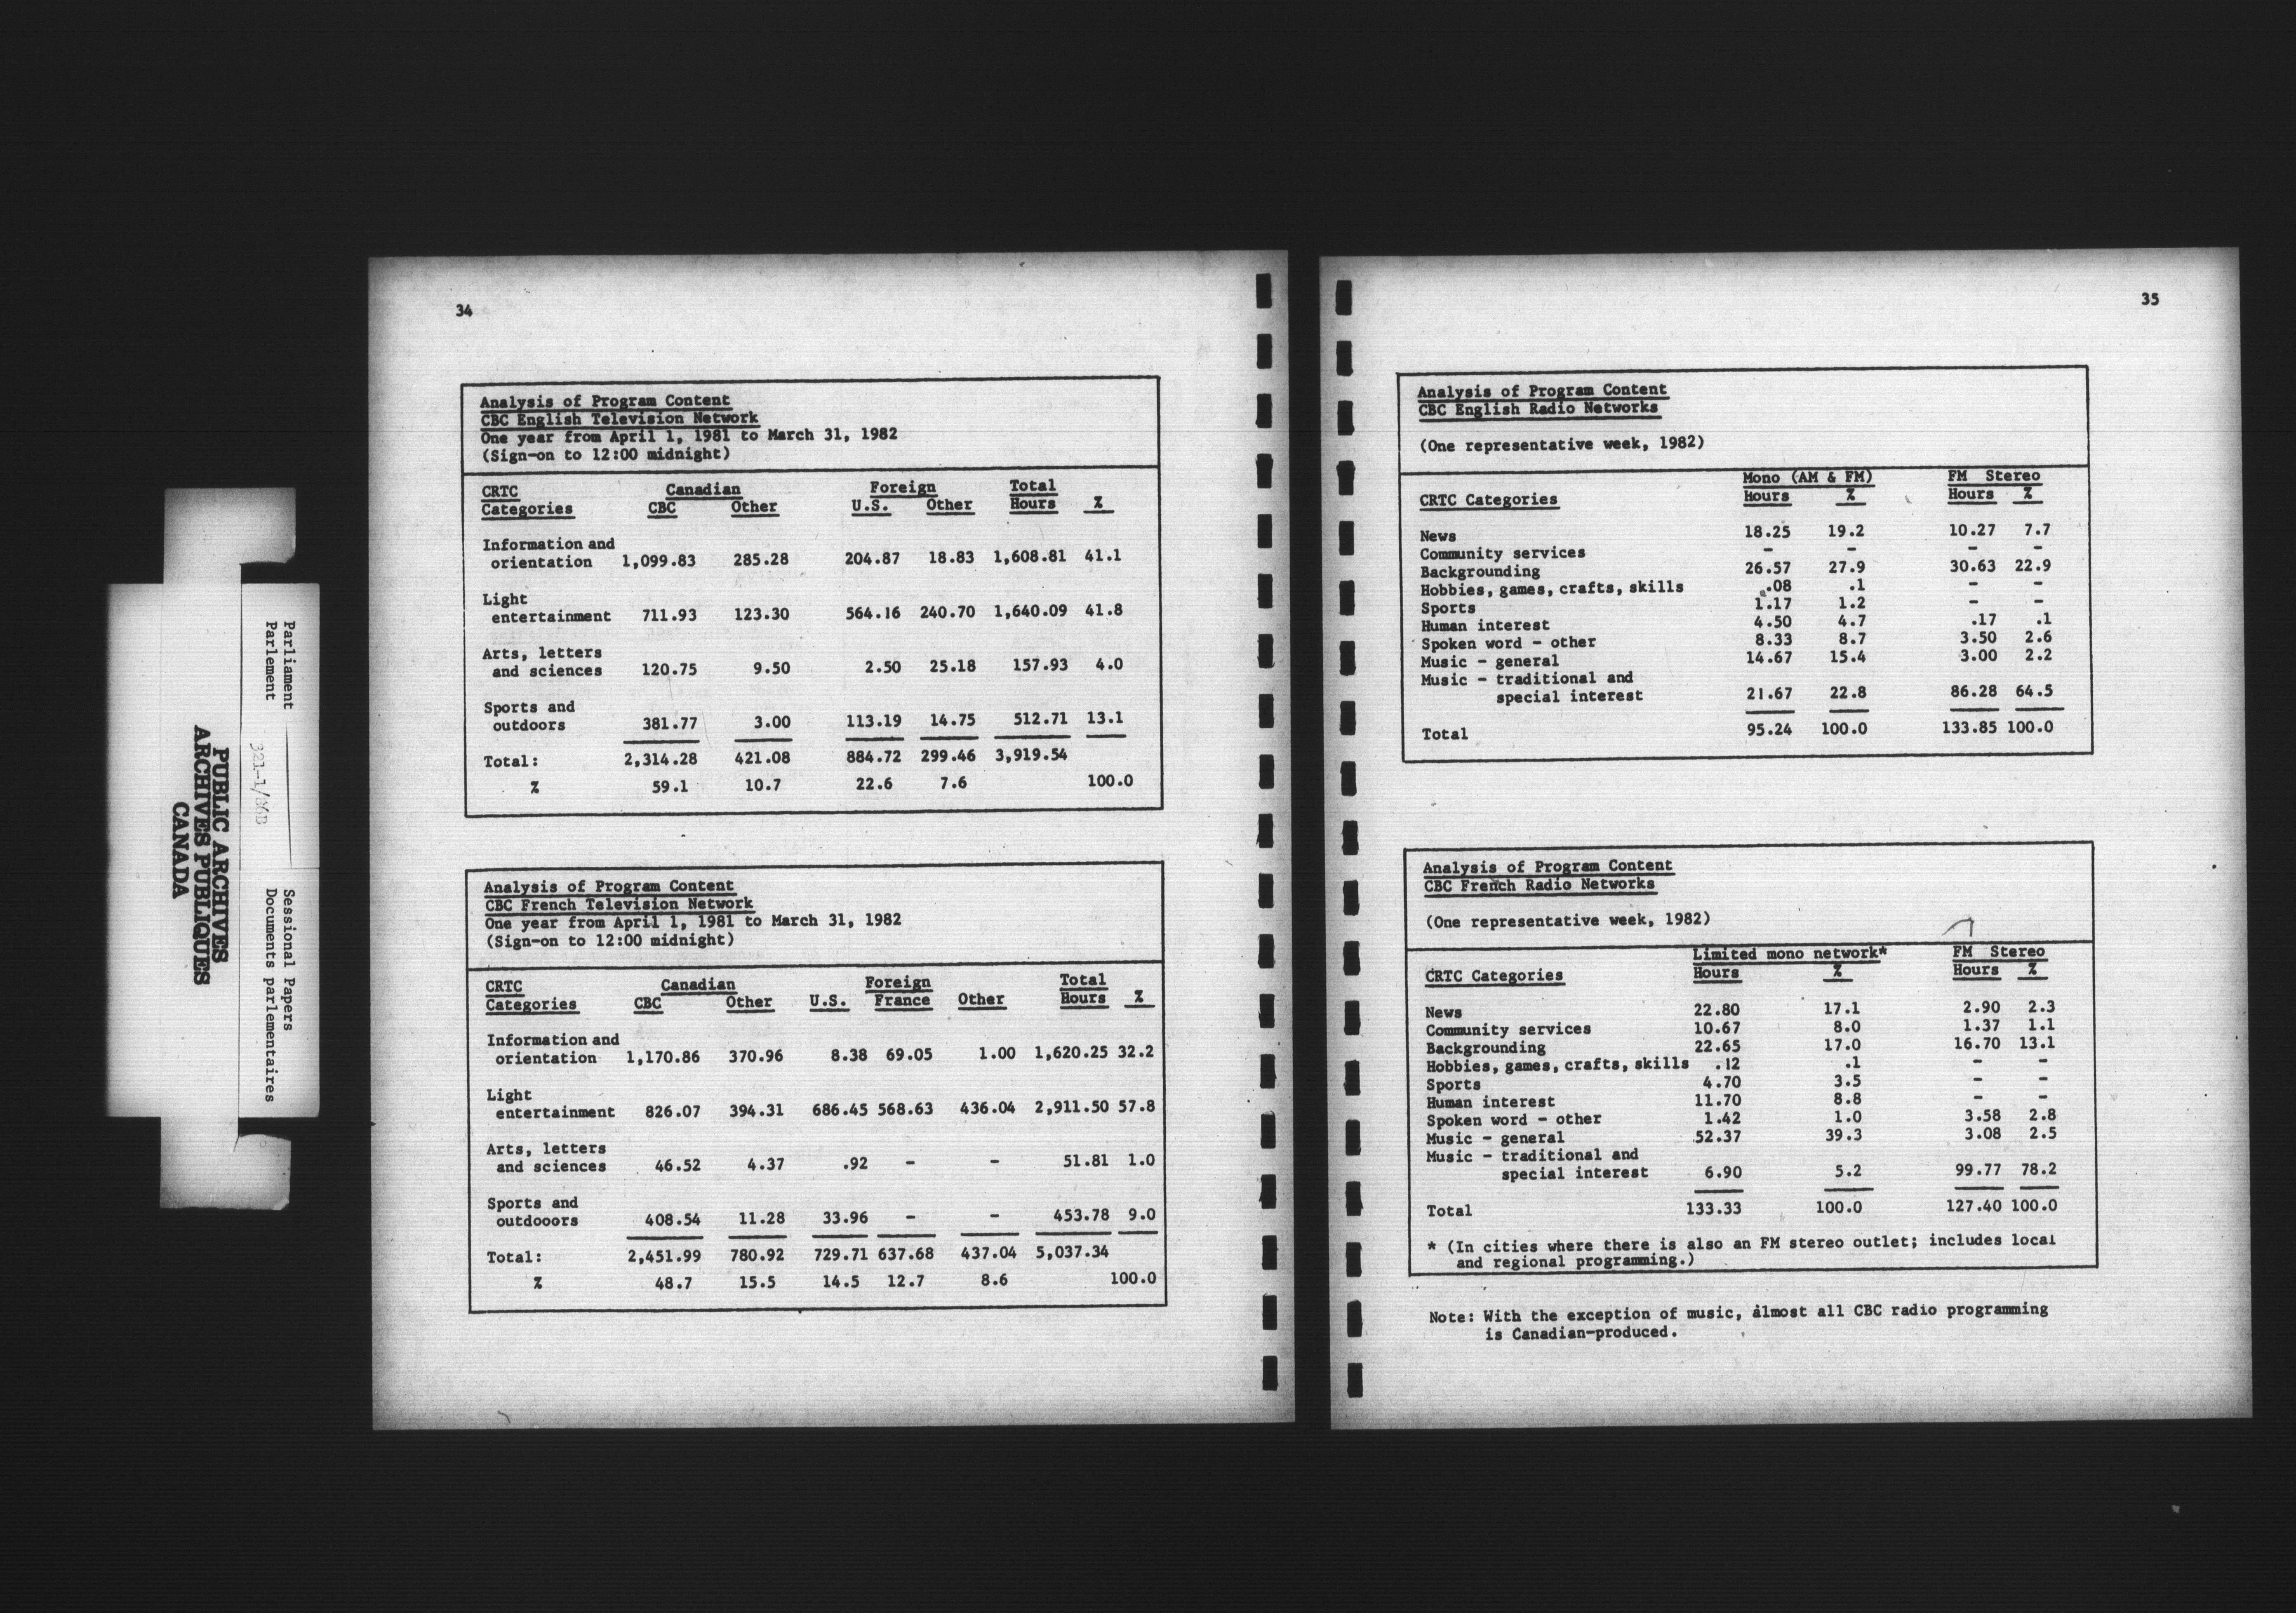 Parliament
Parlement
321-1/86B
Sessional Papers
Documents parlementaires
PUBLIC ARCHIVES
ARCHIVES PUBLIQUES
CANADA
34
Analysis of Program Content
CBC English Television Network
One year from April 1, 1981 to March 31, 1982
(Sign-on to 12:00 midnight)
CRTC Canadian Foreign Total
Categories CBC Other U.S. Other Hours %
Information and
orientation 1,099.83 285.28 204.87 18.83 1,608.81 41.1
Light
entertainment 711.93 123.30 564.16 240.70 1,640.09 41.8
Arts, letters
and sciences 120.75 9.50 2.50 25.18 157.93 4.0
Sports and
outdoors 381.77 3.00 113.19 14.75 512.71 13.1
Total: 2,314.28 421.08 884.72 299.46 3,919.54
% 59.1 10.7 22.6 7.6 100.0
Analysis of Program Content
CBC French Television Network
One year from April 1, 1981 to March 31, 1982
(Sign-on to 12:00 midnight)
CRTC Canadian Foreign Total
Categories CBC Other U.S. France Other Hours %
Information and
orientation 1,170.86 370.96 8.38 69.05 1.00 1,620.25 32.2
Light
entertainment 826.07 394.31 686.45 568.63 436.04 2,911.50 57.8
Arts, letters
and sciences 46.52 4.37 .92 - - 51.81 1.0
Sports and
outdooors 408.54 11.28 33.96 - - 453.78 9.0
Total: 2,451.99 780.92 729.71 637.68 437.04 5,037.34
% 48.7 15.5 14.5 12.7 8.6 100.0
35
Analysis of Program Content
CBC English Radio Networks
(One representative week, 1982)
Mono (AM & FM) FM Stereo
CRTC Categories Hours % Hours %
News 18.25 19.2 10.27 7.7
Community services - - - -
Backgrounding 26.57 27.9 30.63 22.9
Hobbies, games, crafts, skills .08 .1 - -
Sports 1.17 1.2 - -
Human interest 4.50 4.7 .17 .1
Spoken word - other 8.33 8.7 3.50 2.6
Music - general 14.67 15.4 3.00 2.2
Music - traditional and
special interest 21.67 22.8 86.28 64.5
Total 95.24 100.0 133.85 100.0
Analysis of Program Content
CBC French Radio Networks
(One representative week, 1982)
Limited mono network* FM Stereo
CRTC Categories Hours % Hours %
News 22.80 17.1 2.90 2.3
Community services 10.67 8.0 1.37 1.1
Backgrounding 22.65 17.0 16.70 13.1
Hobbies, games, crafts, skills .12 .1 - -
Sports 4.70 3.5 - -
Human interest 11.70 8.8 - -
Spoken word - other 1.42 1.0 3.58 2.8
Music - general 52.37 39.3 3.08 2.5
Music - traditional and
special interest 6.90 5.2 99.77 78.2
Total 133.33 100.0 127.40 100.0
* (In cities where there is also an FM stereo outlet; includes local
and regional programming.)
Note: With the exception of music, almost all CBC radio programming
is Canadian-produced.